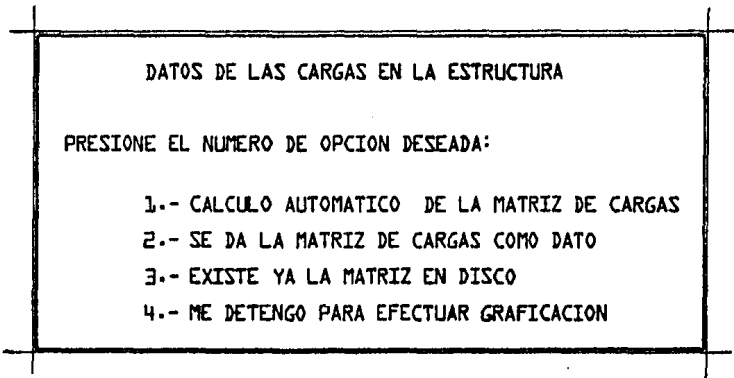 DATOS DE LAS CARGAS EN LA ESTRUCTURA
PRESIONE EL NUMERO DE OPCION DESEADA:
1.- CALCULO AUTOMATICO DE LA MATRIZ DE CARGAS
2.- SE DA LA MATRIZ DE CARGAS COMO DATO
3.- EXISTE YA LA MATRIZ EN DISCO
4.- ME DETENGO PARA EFECTUAR GRAFICACION